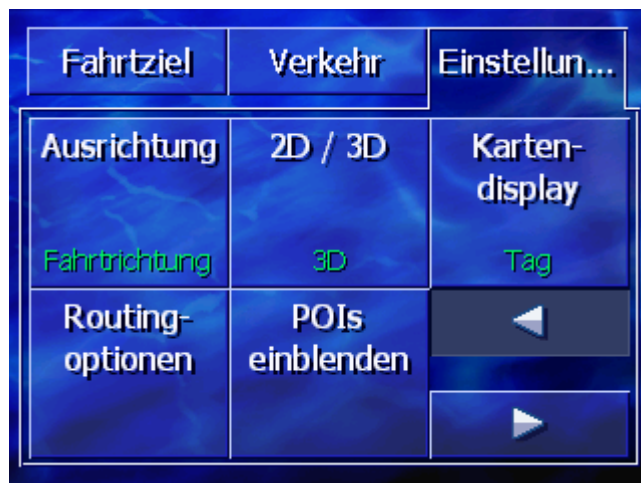 Fahrtziel
Verkehr
Einstellun...
Ausrichtung
Fahrtrichtung
2D / 3D
3D
Karten-
display
Tag
Routing-
optionen
POIs
einblenden